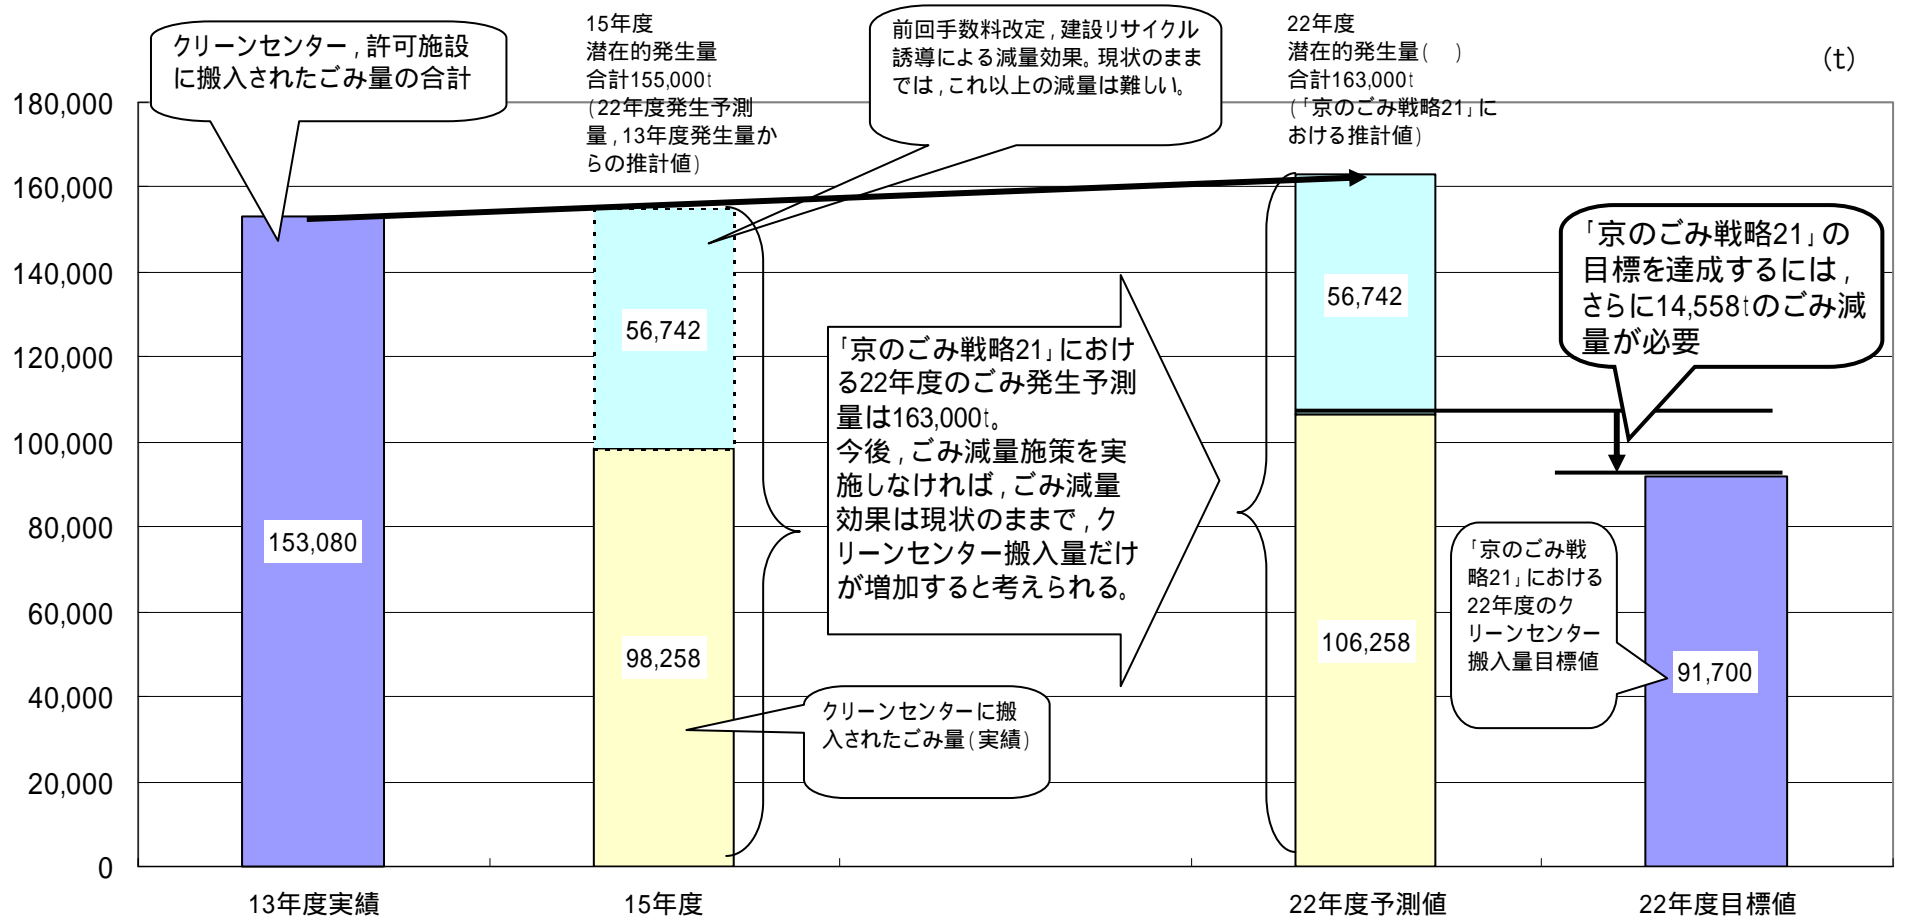 クリーンセンター，許可施設
に搬入されたごみ量の合計
15年度
潜在的発生量
合計155,000t
(22年度発生予測
量，13年度発生量か
らの推計値)
前回手数料改定，建設リサイクル
誘導による減量効果。現状のまま
では，これ以上の減量は難しい。
22年度
潜在的発生量(　)
合計163,000t
(「京のごみ戦略21」に
おける推計値)
(t)
180,000
160,000
140,000
120,000
100,000
80,000
60,000
40,000
20,000
0
153,080
56,742
98,258
「京のごみ戦略21」におけ
る22年度のごみ発生予測
量は163,000t。
今後，ごみ減量施策を実
施しなければ，ごみ減量
効果は現状のままで，ク
リーンセンター搬入量だけ
が増加すると考えられる。
クリーンセンターに搬
入されたごみ量(実績)
56,742
106,258
「京のごみ戦略21」の
目標を達成するには，
さらに14,558tのごみ減
量が必要
「京のごみ戦
略21」における
22年度のク
リーンセンター
搬入量目標値
91,700
13年度実績
15年度
22年度予測値
22年度目標値